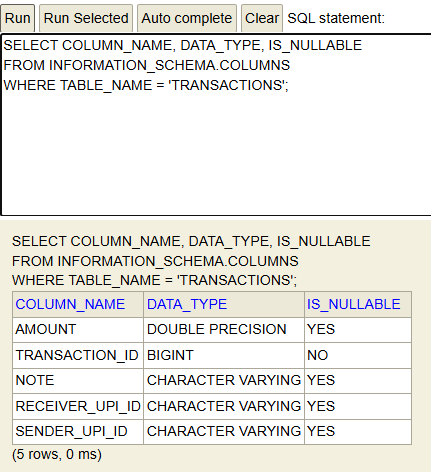 Run Run Selected Auto complete Clear SQL statement:
SELECT COLUMN_NAME, DATA_TYPE, IS_NULLABLE
FROM INFORMATION_SCHEMA.COLUMNS
WHERE TABLE_NAME = 'TRANSACTIONS';
SELECT COLUMN_NAME, DATA_TYPE, IS_NULLABLE
FROM INFORMATION_SCHEMA.COLUMNS
WHERE TABLE_NAME = 'TRANSACTIONS';
COLUMN_NAME DATA_TYPE IS_NULLABLE
AMOUNT DOUBLE PRECISION YES
TRANSACTION_ID BIGINT NO
NOTE CHARACTER VARYING YES
RECEIVER_UPI_ID CHARACTER VARYING YES
SENDER_UPI_ID CHARACTER VARYING YES
(5 rows, 0 ms)